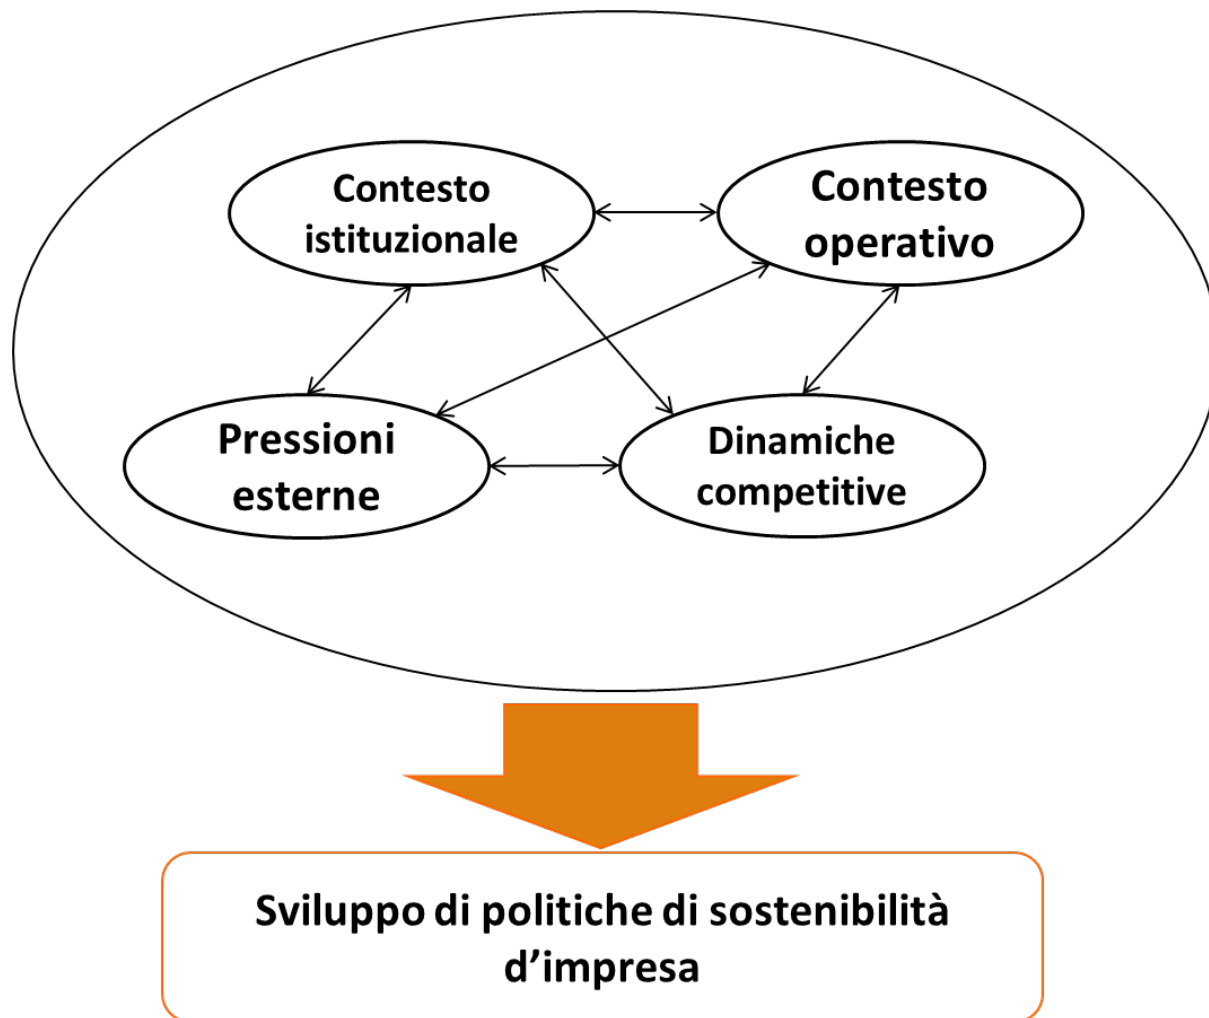 Contesto
istituzionale
Contesto
operativo
Pressioni
esterne
Dinamiche
competitive
Sviluppo di politiche di sostenibilità
d’impresa